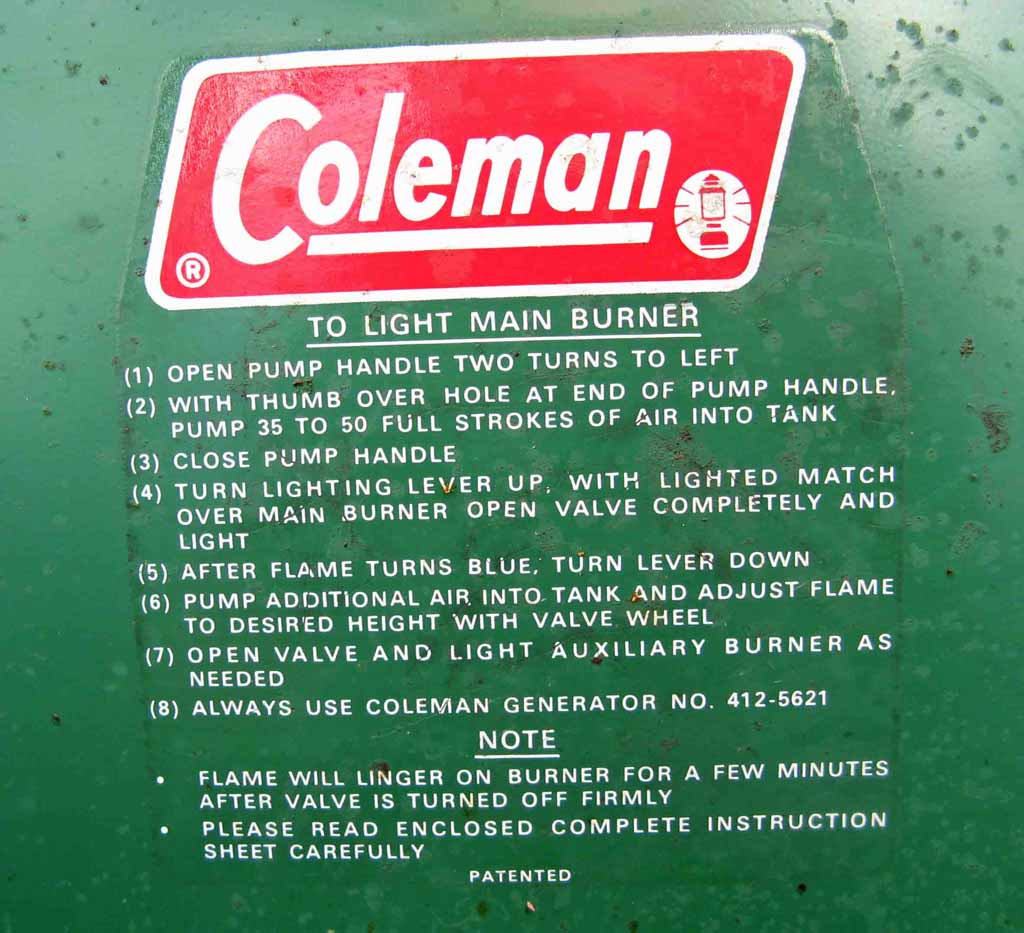 Coleman
®
TO LIGHT MAIN BURNER
(1) OPEN PUMP HANDLE TWO TURNS TO LEFT
(2) WITH THUMB OVER HOLE AT END OF PUMP HANDLE,
PUMP 35 TO 50 FULL STROKES OF AIR INTO TANK
(3) CLOSE PUMP HANDLE
(4) TURN LIGHTING LEVER UP, WITH LIGHTED MATCH
OVER MAIN BURNER OPEN VALVE COMPLETELY AND
LIGHT
(5) AFTER FLAME TURNS BLUE, TURN LEVER DOWN
(6) PUMP ADDITIONAL AIR INTO TANK AND ADJUST FLAME
TO DESIRED HEIGHT WITH VALVE WHEEL
(7) OPEN VALVE AND LIGHT AUXILIARY BURNER AS
NEEDED
(8) ALWAYS USE COLEMAN GENERATOR NO. 412-5621
NOTE
• FLAME WILL LINGER ON BURNER FOR A FEW MINUTES
AFTER VALVE IS TURNED OFF FIRMLY
• PLEASE READ ENCLOSED COMPLETE INSTRUCTION
SHEET CAREFULLY
PATENTED